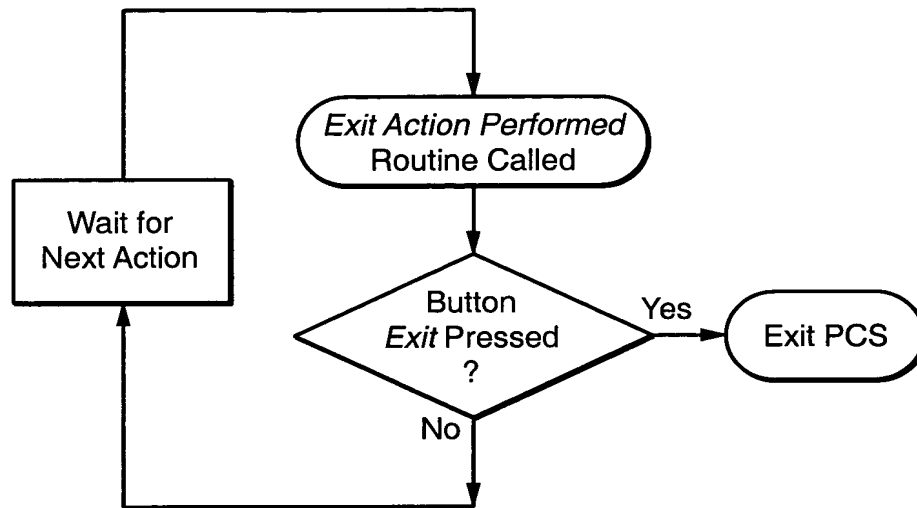 Exit Action Performed
Routine Called
Wait for
Next Action
Button
Exit Pressed
?
Yes
Exit PCS
No